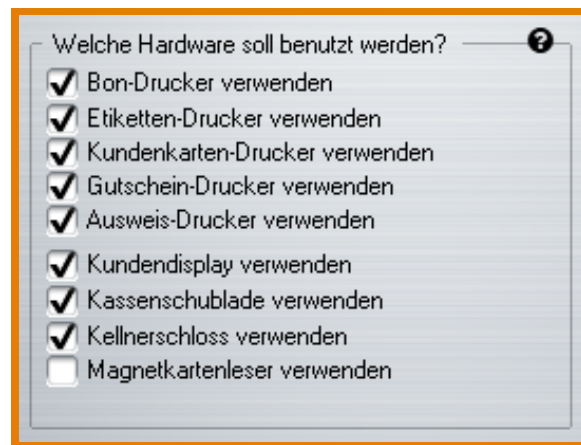 Welche Hardware soll benutzt werden? ?
Bon-Drucker verwenden
Etiketten-Drucker verwenden
Kundenkarten-Drucker verwenden
Gutschein-Drucker verwenden
Ausweis-Drucker verwenden
Kundendisplay verwenden
Kassenschublade verwenden
Kellnerschloss verwenden
Magnetkartenleser verwenden